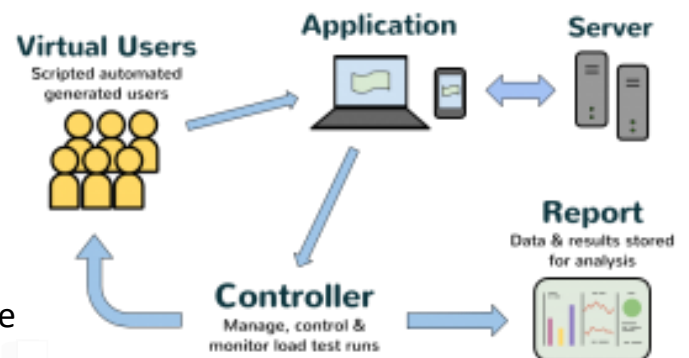 Application
Server
Virtual Users
Scripted automated
generated users
Report
Data & results stored
for analysis
Controller
Manage, control &
monitor load test runs
e